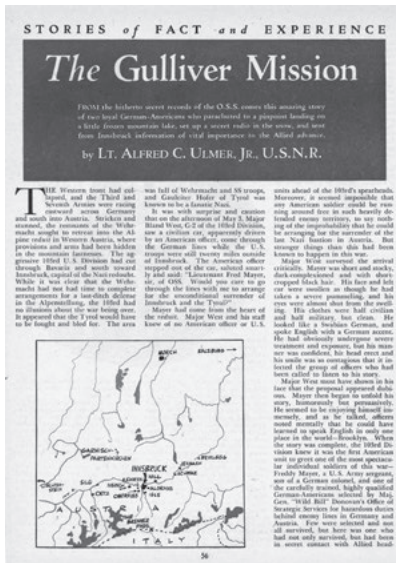 STORIES of FACT and EXPERIENCE
The Gulliver Mission
FROM the hitherto secret records of the O.S.S. comes this amazing story
of two loyal German-Americans who parachuted to a pinpoint landing on
a little frozen mountain lake, set up a secret radio in the snow, and sent
from Innsbruck information of vital importance to the Allied advance.
by LT. ALFRED C. ULMER, JR., U.S.N.R.
THE Western front had col-
lapsed, and the Third and
Seventh Armies were racing
eastward across Germany
and south into Austria. Stricken and
stunned, the remnants of the Wehr-
macht sought to retreat into the Al-
pine redoubt in Western Austria, where
provisions and arms had been hidden
in the mountain fastnesses. The ag-
gressive 103rd U.S. Division had cut
through Bavaria and south toward
Innsbruck, capital of the Nazi redoubt.
While it was clear that the Wehr-
macht had not had time to complete
arrangements for a last-ditch defense
in the Alpenstellung, the 103rd had
no illusions about the war being over.
It appeared that the Tyrol would have
to be fought and bled for. The area
was full of Wehrmacht and SS troops,
and Gauleiter Hofer of Tyrol was
known to be a fanatic Nazi.
It was with surprise and caution
that on the afternoon of May 3, Major
Bland West, G-2 of the 103rd Division,
saw a civilian car, apparently driven
by an American officer, come through
the German lines while the U.S.
troops were still twenty miles outside
of Innsbruck. The American officer
stepped out of the car, saluted smart-
ly and said: "Lieutenant Fred Mayer,
sir, of OSS. Would you care to go
through the lines with me to arrange
for the unconditional surrender of
Innsbruck and the Tyrol?"
Mayer had come from the heart of
the redoubt. Major West and his staff
knew of no American officer or U.S.
units ahead of the 103rd's spearheads.
Moreover, it seemed impossible that
any American soldier could be run-
ning around free in such heavily de-
fended enemy territory, to say noth-
ing of the improbability that he could
be arranging for the surrender of the
last Nazi bastion in Austria. But
stranger things than this had been
known to happen in this war.
Major West surveyed the arrival
critically. Mayer was short and stocky,
dark-complexioned and with short-
cropped black hair. His face and left
ear were swollen as though he had
taken a severe pummeling, and his
eyes were almost shut from the swell-
ing. His clothes were half civilian
and half military, but clean. He
looked like a Swabian German, and
spoke English with a German accent.
He had obviously undergone severe
treatment and exposure, but his man-
ner was confident, his head erect and
his smile was so contagious that it in-
fected the group of officers who had
been called to listen to his story.
Major West must have shown in his
face that the proposal appeared dubi-
ous. Mayer then began to unfold his
story, humorously but persuasively.
He seemed to be enjoying himself im-
mensely, and as he talked, officers
noted mentally that he could have
learned to speak English in only one
place in the world—Brooklyn. When
the story was complete, the 103rd Di-
vision knew it was the first American
unit to greet one of the most spectacu-
lar individual soldiers of this war—
Freddy Mayer, a U.S. Army sergeant,
son of a German colonel, and one of
the carefully trained, highly qualified
German-Americans selected by Maj.
Gen. "Wild Bill" Donovan's Office of
Strategic Services for hazardous duties
behind enemy lines in Germany and
Austria. Few were selected and not
all survived, but here was one who
had not only survived, but had been
in secret contact with Allied head-
MUNICH
SALZBURG
GARMISCH
PARTENKIRCHEN
INNSBRUCK
HALL
AUSTRIA
BRENNER
ITALY
56